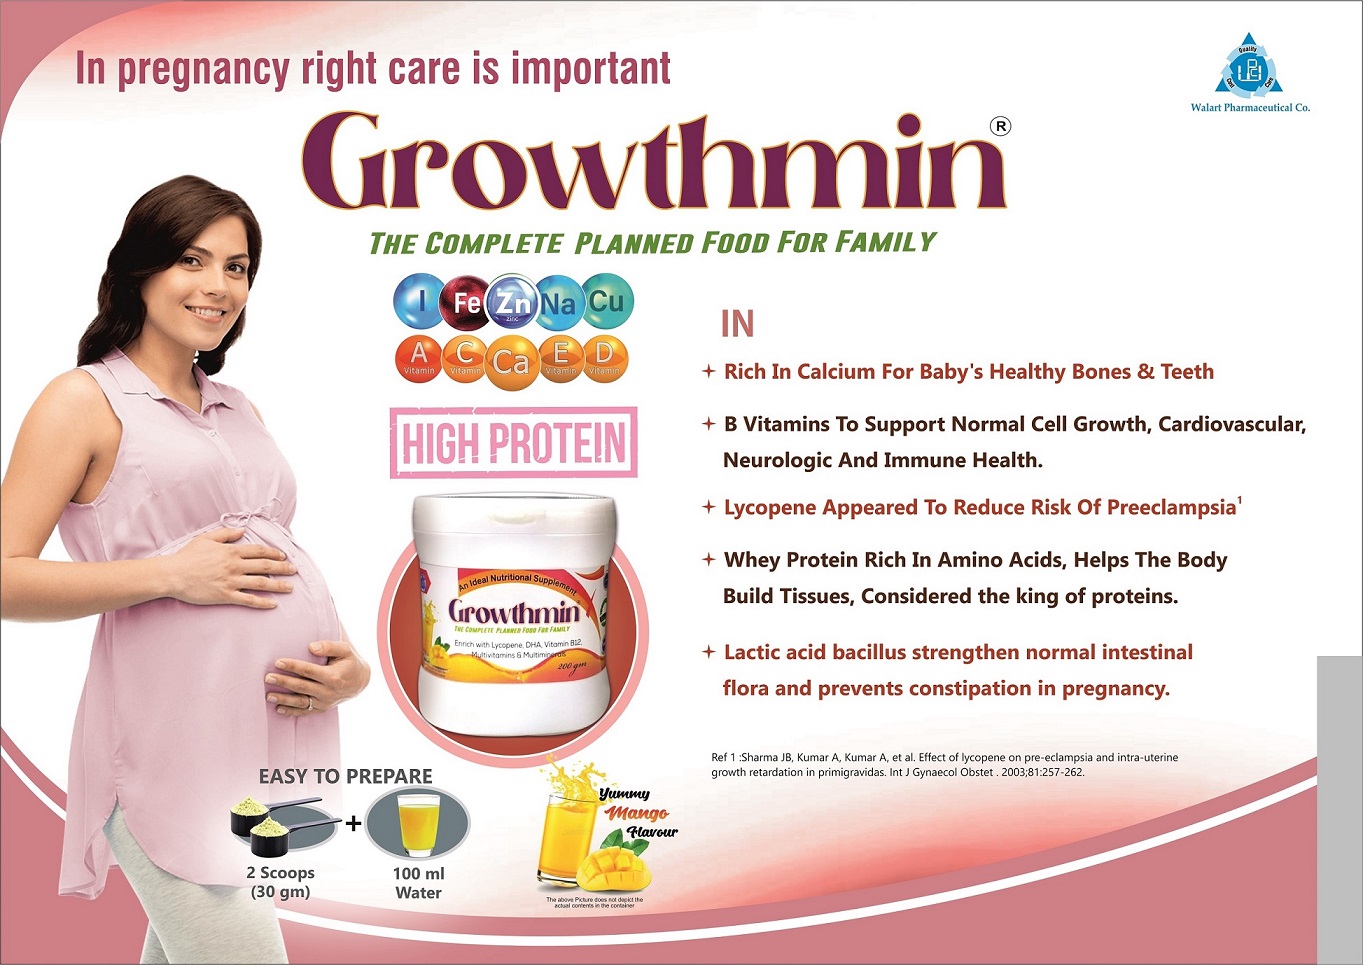 In pregnancy right care is important
Quality
Cost
Care
Walart Pharmaceutical Co.
Growthmin®
THE COMPLETE PLANNED FOOD FOR FAMILY
I Fe Zn Na Cu
zinc
A C Ca E D
Vitamin Vitamin Vitamin Vitamin
HIGH PROTEIN
An Ideal Nutritional Supplement
Growthmin
THE COMPLETE PLANNED FOOD FOR FAMILY
Enrich with Lycopene, DHA, Vitamin B12,
Multivitamins & Multiminerals
200 gm
IN
Rich In Calcium For Baby's Healthy Bones & Teeth
B Vitamins To Support Normal Cell Growth, Cardiovascular,
Neurologic And Immune Health.
Lycopene Appeared To Reduce Risk Of Preeclampsia¹
Whey Protein Rich In Amino Acids, Helps The Body
Build Tissues, Considered the king of proteins.
Lactic acid bacillus strengthen normal intestinal
flora and prevents constipation in pregnancy.
Ref 1 :Sharma JB, Kumar A, Kumar A, et al. Effect of lycopene on pre-eclampsia and intra-uterine
growth retardation in primigravidas. Int J Gynaecol Obstet . 2003;81:257-262.
EASY TO PREPARE
+
2 Scoops
(30 gm)
100 ml
Water
Yummy
Mango
Flavour
The above Picture does not depict the
actual contents in the container